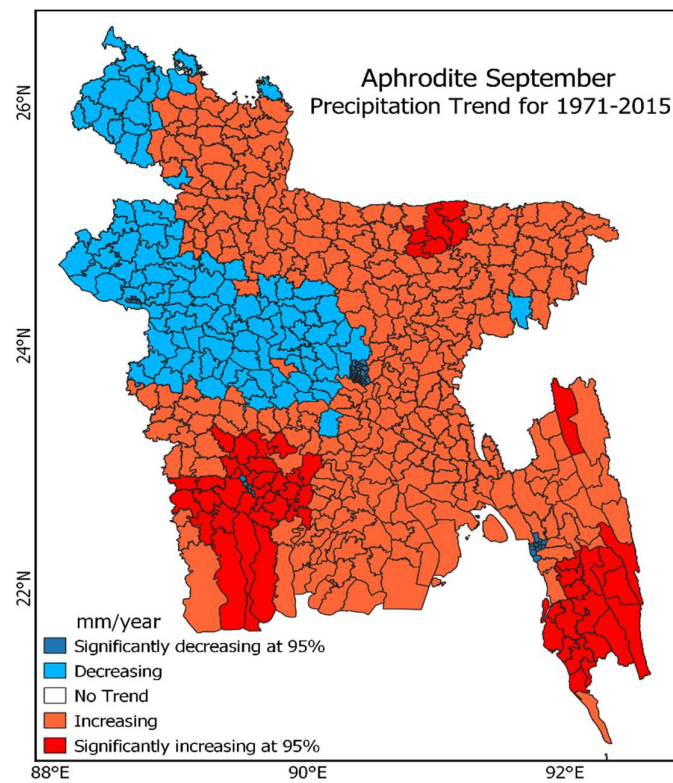 Aphrodite September
Precipitation Trend for 1971-2015
26°N
24°N
22°N
mm/year
Significantly decreasing at 95%
Decreasing
No Trend
Increasing
Significantly increasing at 95%
88°E
90°E
92°E